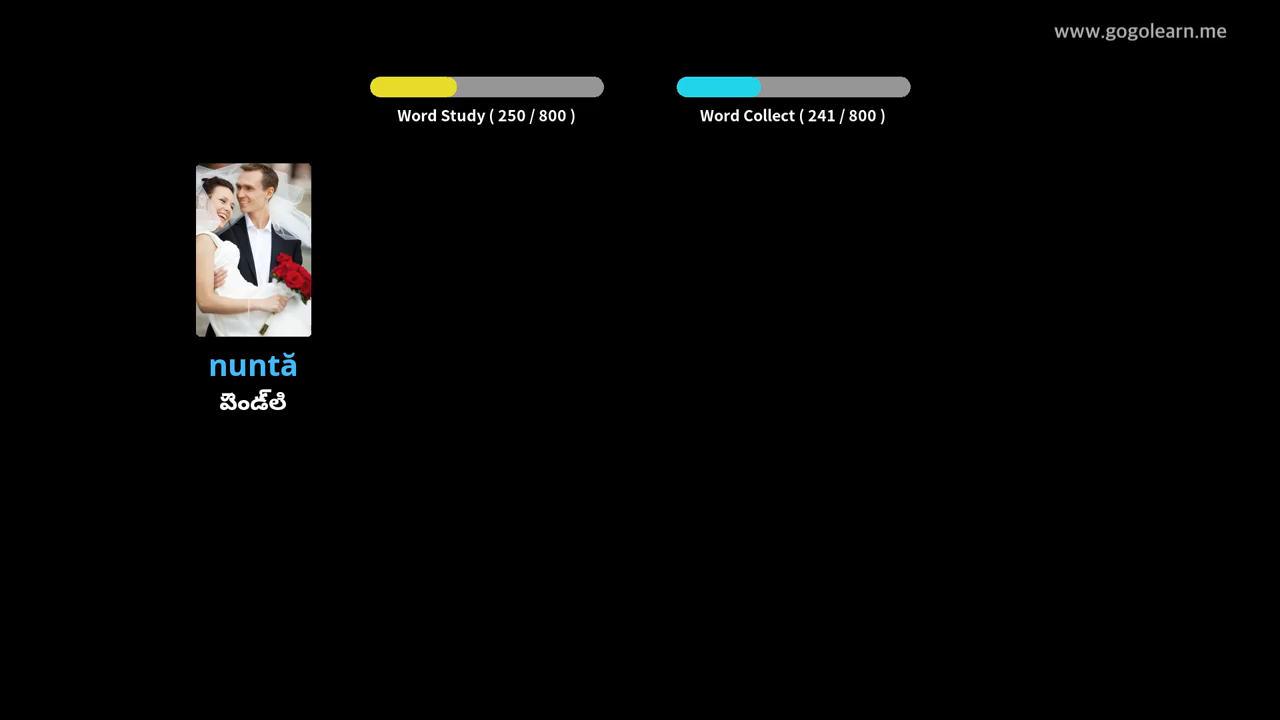 www.gogolearn.me
Word Study ( 250 / 800 )
Word Collect ( 241 / 800 )
nuntă
పెండ్‌లి